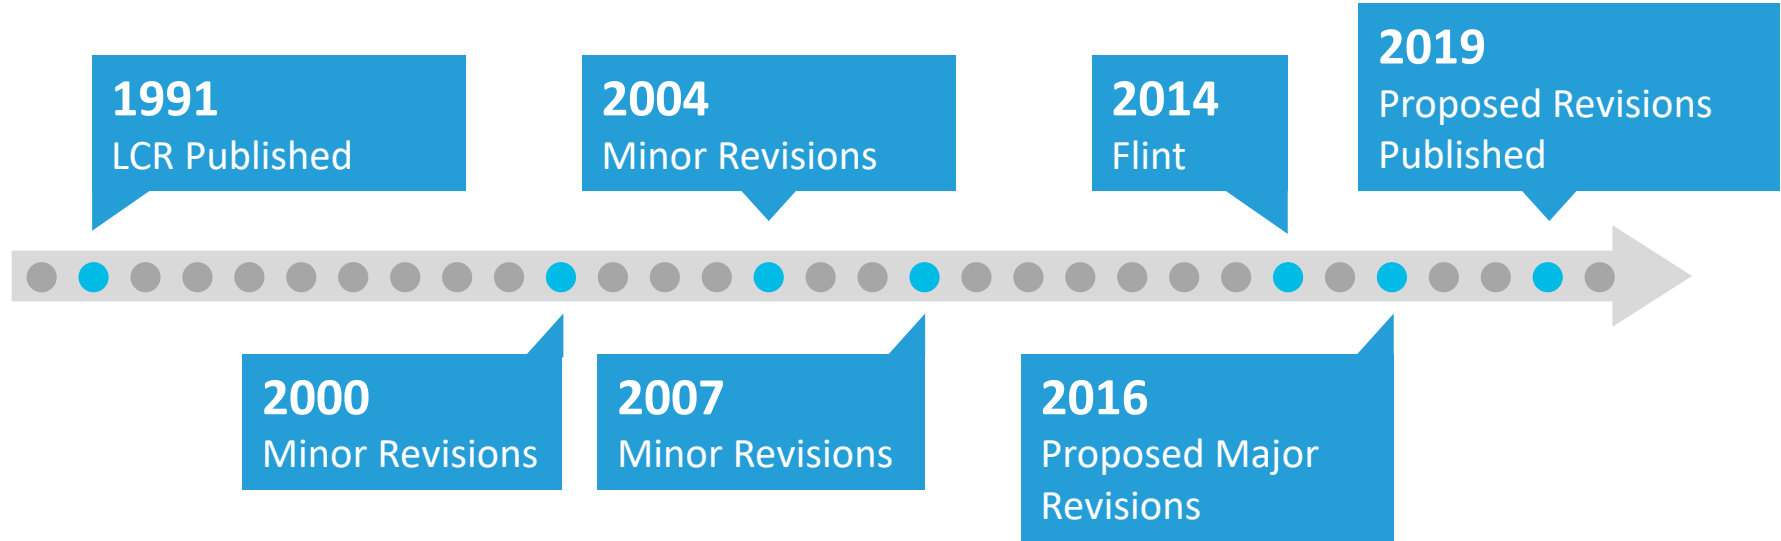 1991
LCR Published
2004
Minor Revisions
2014
Flint
2019
Proposed Revisions
Published
2000
Minor Revisions
2007
Minor Revisions
2016
Proposed Major
Revisions